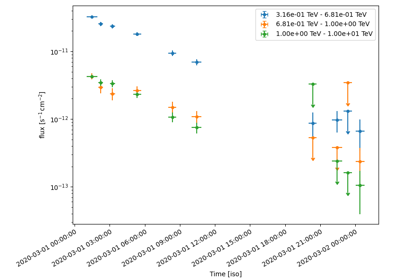 3.16e-01 TeV - 6.81e-01 TeV
6.81e-01 TeV - 1.00e+00 TeV
1.00e+00 TeV - 1.00e+01 TeV
10⁻¹¹
10⁻¹²
10⁻¹³
flux [s⁻¹ cm⁻²]
2020-03-01 00:00:00
2020-03-01 03:00:00
2020-03-01 06:00:00
2020-03-01 09:00:00
2020-03-01 12:00:00
2020-03-01 15:00:00
2020-03-01 18:00:00
2020-03-01 21:00:00
2020-03-02 00:00:00
Time [iso]